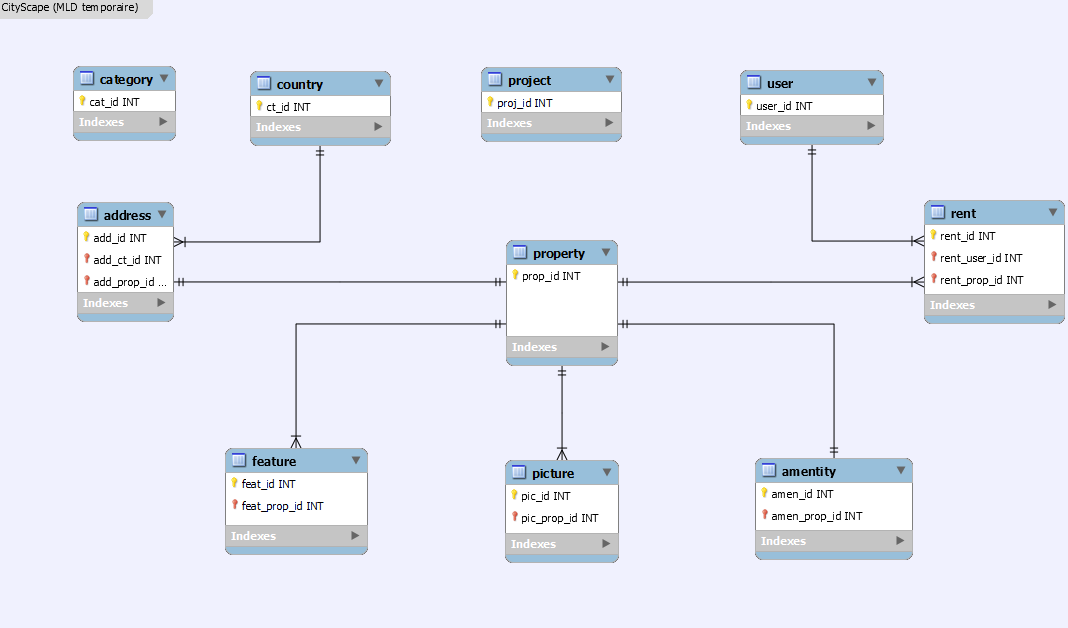 CityScape (MLD temporaire)
category
cat_id INT
Indexes
country
ct_id INT
Indexes
project
proj_id INT
Indexes
user
user_id INT
Indexes
address
add_id INT
add_ct_id INT
add_prop_id ...
Indexes
property
prop_id INT
Indexes
rent
rent_id INT
rent_user_id INT
rent_prop_id INT
Indexes
feature
feat_id INT
feat_prop_id INT
Indexes
picture
pic_id INT
pic_prop_id INT
Indexes
amentity
amen_id INT
amen_prop_id INT
Indexes